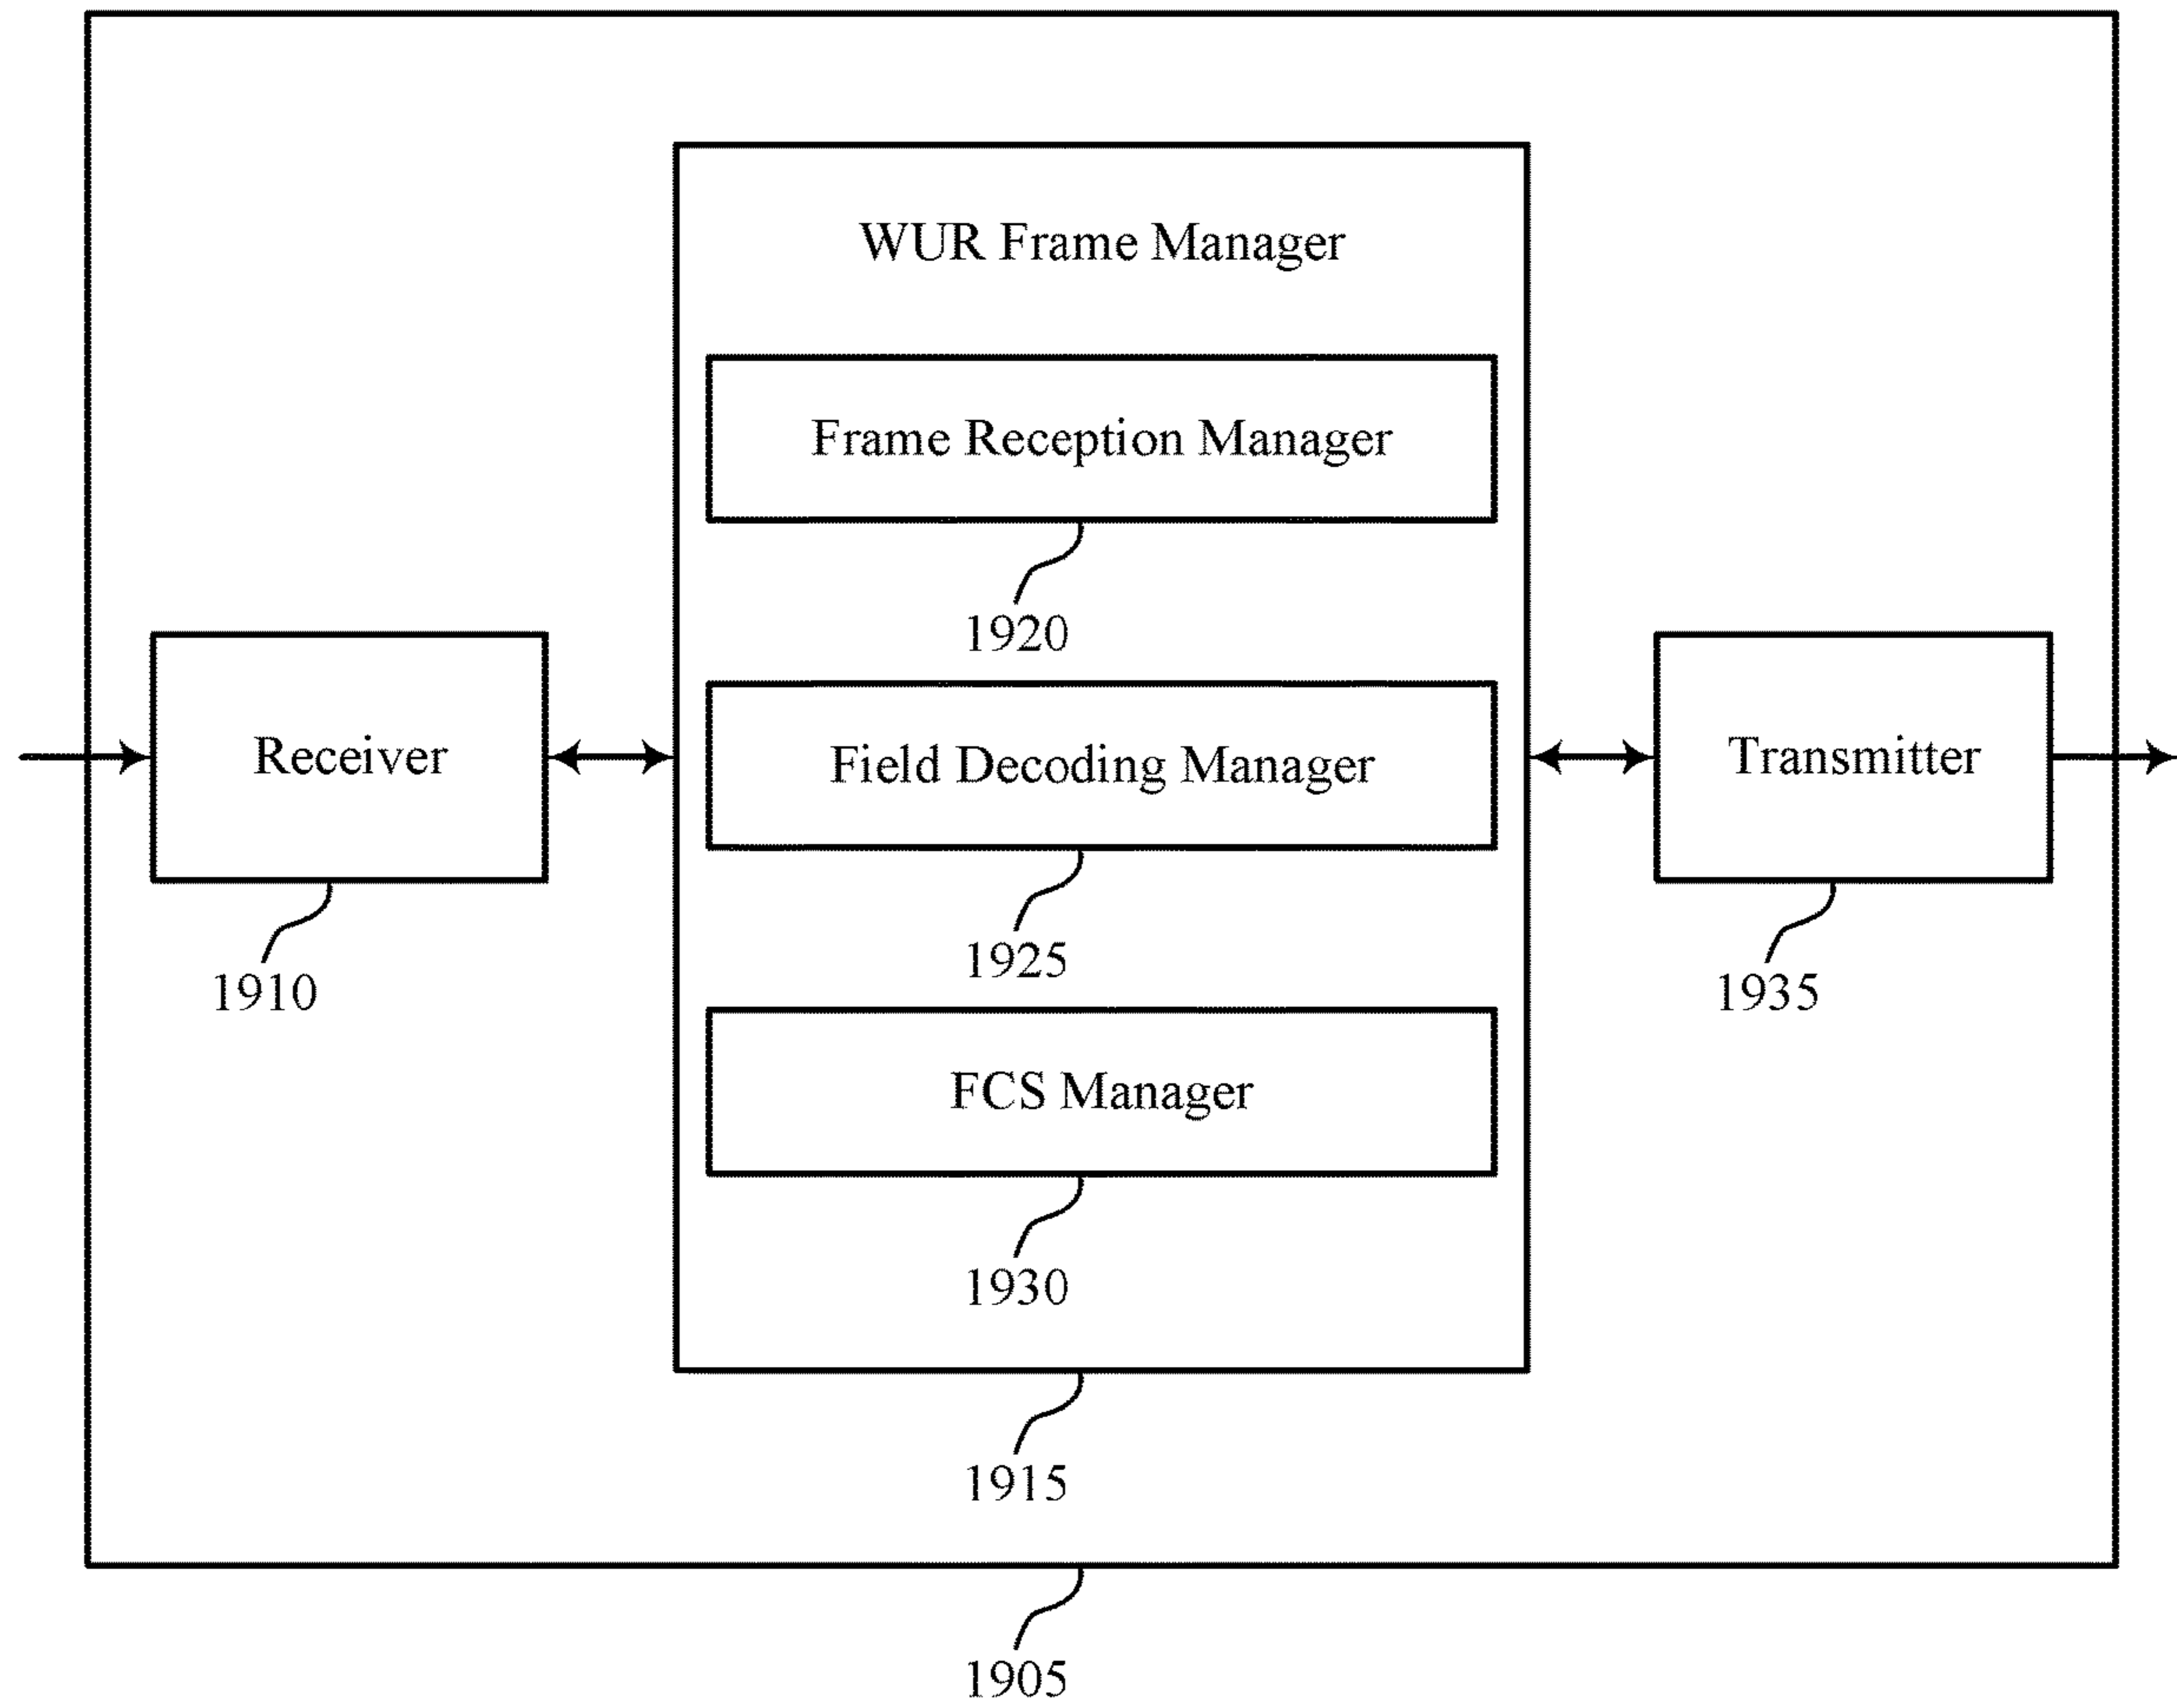 WUR Frame Manager
Frame Reception Manager
1920
Receiver
1910
Field Decoding Manager
1925
Transmitter
1935
FCS Manager
1930
1915
1905